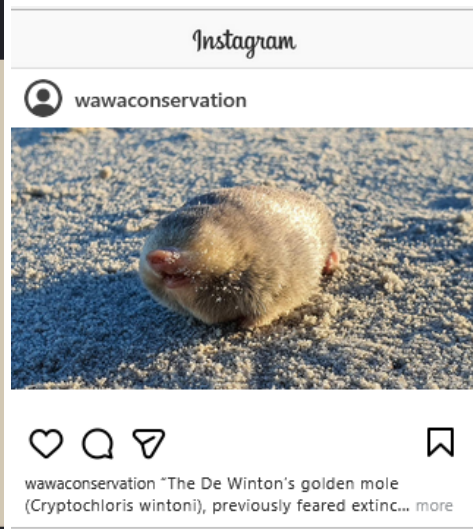 Instagram
wawaconservation
wawaconservation “The De Winton's golden mole
(Cryptochloris wintoni), previously feared extinc... more